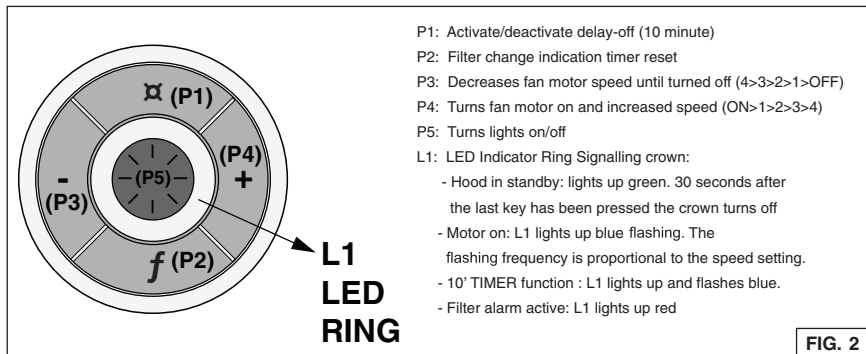 ¤ (P1)
(P4)
+
(P5)
-
(P3)
ƒ (P2)
L1
LED
RING
P1: Activate/deactivate delay-off (10 minute)
P2: Filter change indication timer reset
P3: Decreases fan motor speed until turned off (4>3>2>1>OFF)
P4: Turns fan motor on and increased speed (ON>1>2>3>4)
P5: Turns lights on/off
L1: LED Indicator Ring Signalling crown:
- Hood in standby: lights up green. 30 seconds after
the last key has been pressed the crown turns off
- Motor on: L1 lights up blue flashing. The
flashing frequency is proportional to the speed setting.
- 10' TIMER function : L1 lights up and flashes blue.
- Filter alarm active: L1 lights up red
FIG. 2